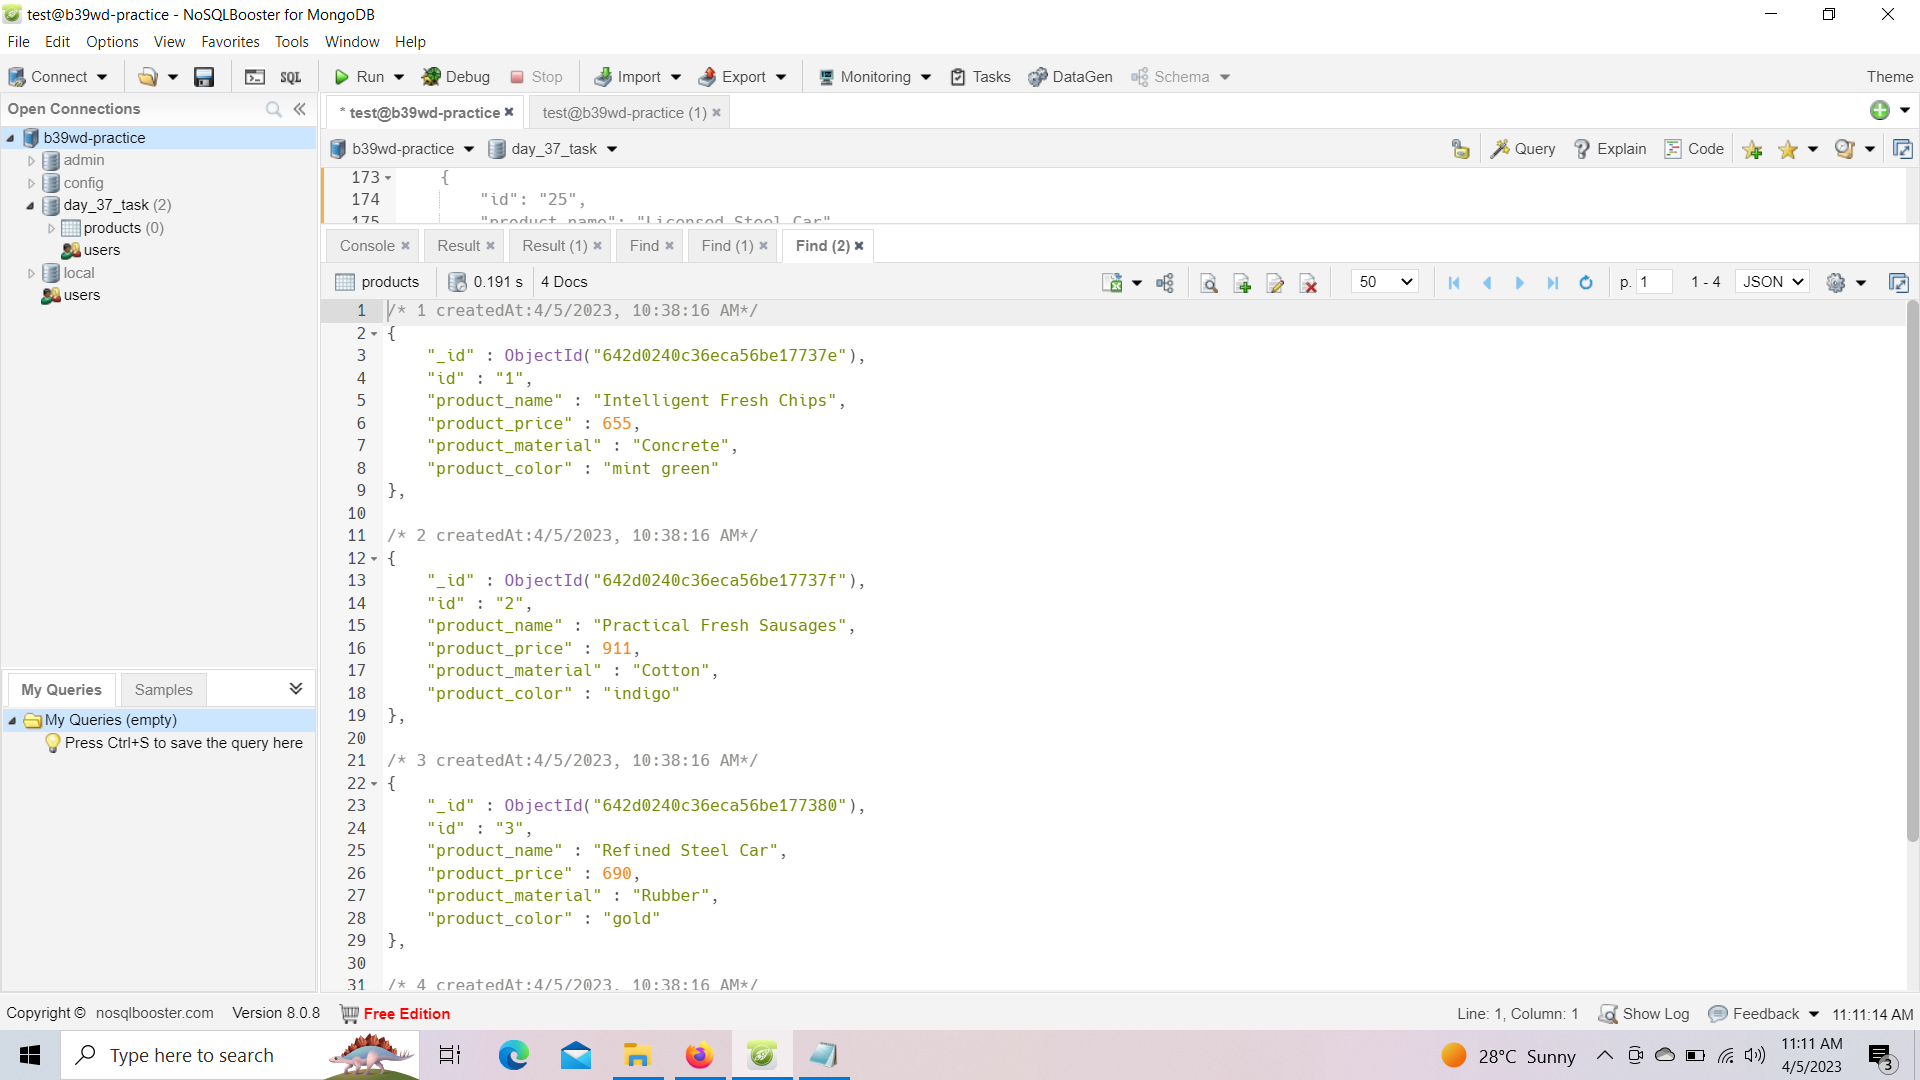 test@b39wd-practice - NoSQLBooster for MongoDB
File Edit Options View Favorites Tools Window Help
Connect SQL Run Debug Stop Import Export Monitoring Tasks DataGen Schema Theme
Open Connections
b39wd-practice
admin
config
day_37_task (2)
products (0)
users
local
users
My Queries Samples
My Queries (empty)
Press Ctrl+S to save the query here
* test@b39wd-practice test@b39wd-practice (1)
b39wd-practice day_37_task Query Explain Code
173 {
174 "id": "25",
175 "product_name": "Licensed Steel Car"
Console Result Result (1) Find Find (1) Find (2)
products 0.191 s 4 Docs 50 p. 1 1 - 4 JSON
1 /* 1 createdAt:4/5/2023, 10:38:16 AM*/
2 {
3 "_id" : ObjectId("642d0240c36eca56be17737e"),
4 "id" : "1",
5 "product_name" : "Intelligent Fresh Chips",
6 "product_price" : 655,
7 "product_material" : "Concrete",
8 "product_color" : "mint green"
9 },
10
11 /* 2 createdAt:4/5/2023, 10:38:16 AM*/
12 {
13 "_id" : ObjectId("642d0240c36eca56be17737f"),
14 "id" : "2",
15 "product_name" : "Practical Fresh Sausages",
16 "product_price" : 911,
17 "product_material" : "Cotton",
18 "product_color" : "indigo"
19 },
20
21 /* 3 createdAt:4/5/2023, 10:38:16 AM*/
22 {
23 "_id" : ObjectId("642d0240c36eca56be177380"),
24 "id" : "3",
25 "product_name" : "Refined Steel Car",
26 "product_price" : 690,
27 "product_material" : "Rubber",
28 "product_color" : "gold"
29 },
30
31 /* 4 createdAt:4/5/2023, 10:38:16 AM*/
Copyright © nosqlbooster.com Version 8.0.8 Free Edition Line: 1, Column: 1 Show Log Feedback 11:11:14 AM
Type here to search 28°C Sunny 11:11 AM
4/5/2023 3